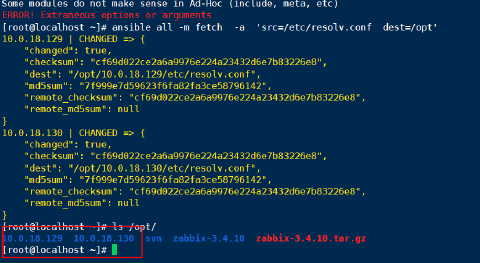 Some modules do not make sense in Ad-Hoc (include, meta, etc)
ERROR! Extraneous options or arguments
[root@localhost ~]# ansible all -m fetch  -a  'src=/etc/resolv.conf  dest=/opt'
10.0.18.129 | CHANGED => {
    "changed": true,
    "checksum": "cf69d022ce2a6a9976e224a23432d6e7b83226e8",
    "dest": "/opt/10.0.18.129/etc/resolv.conf",
    "md5sum": "7f999e7d59623f6fa82fa3ce58796142",
    "remote_checksum": "cf69d022ce2a6a9976e224a23432d6e7b83226e8",
    "remote_md5sum": null
}
10.0.18.130 | CHANGED => {
    "changed": true,
    "checksum": "cf69d022ce2a6a9976e224a23432d6e7b83226e8",
    "dest": "/opt/10.0.18.130/etc/resolv.conf",
    "md5sum": "7f999e7d59623f6fa82fa3ce58796142",
    "remote_checksum": "cf69d022ce2a6a9976e224a23432d6e7b83226e8",
    "remote_md5sum": null
}
[root@localhost ~]# ls /opt/
10.0.18.129  10.0.18.130  svn  zabbix-3.4.10  zabbix-3.4.10.tar.gz
[root@localhost ~]#